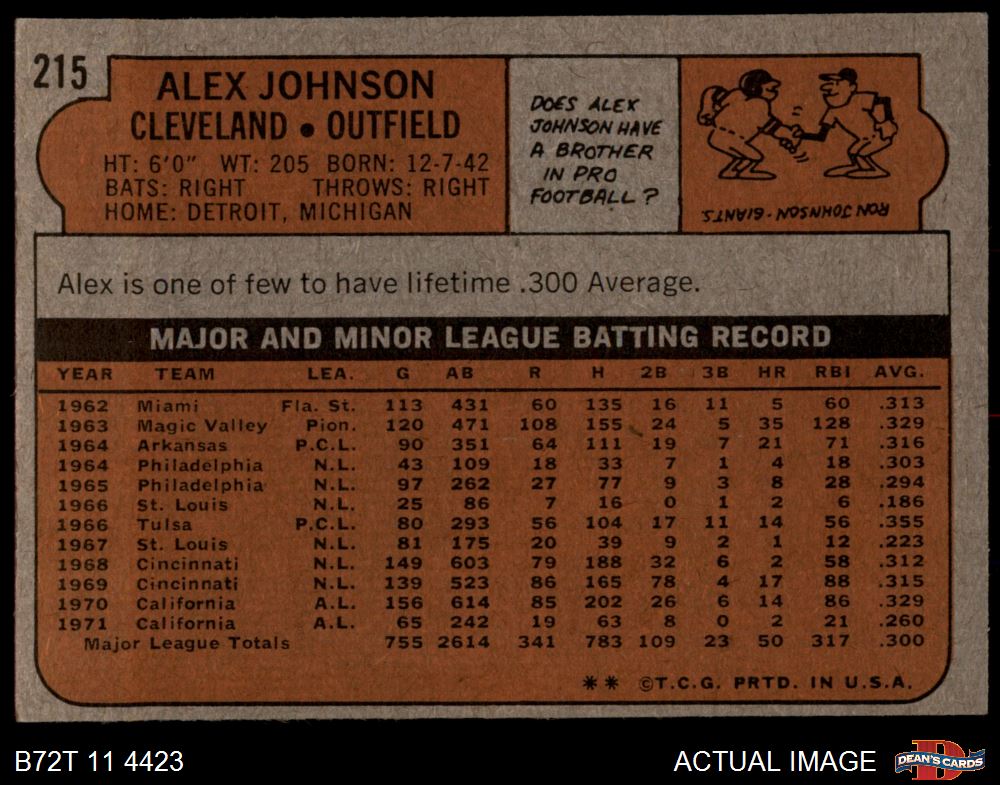 215
ALEX JOHNSON
CLEVELAND • OUTFIELD
HT: 6'0" WT: 205 BORN: 12-7-42
BATS: RIGHT THROWS: RIGHT
HOME: DETROIT, MICHIGAN
DOES ALEX
JOHNSON HAVE
A BROTHER
IN PRO
FOOTBALL ?
RON JOHNSON - GIANTS
Alex is one of few to have lifetime .300 Average.
MAJOR AND MINOR LEAGUE BATTING RECORD
YEAR TEAM LEA. G AB R H 2B 3B HR RBI AVG.
1962 Miami Fla. St. 113 431 60 135 16 11 5 60 .313
1963 Magic Valley Pion. 120 471 108 155 24 5 35 128 .329
1964 Arkansas P.C.L. 90 351 64 111 19 7 21 71 .316
1964 Philadelphia N.L. 43 109 18 33 7 1 4 18 .303
1965 Philadelphia N.L. 97 262 27 77 9 3 8 28 .294
1966 St. Louis N.L. 25 86 7 16 0 1 2 6 .186
1966 Tulsa P.C.L. 80 293 56 104 17 11 14 56 .355
1967 St. Louis N.L. 81 175 20 39 9 2 1 12 .223
1968 Cincinnati N.L. 149 603 79 188 32 6 2 58 .312
1969 Cincinnati N.L. 139 523 86 165 78 4 17 88 .315
1970 California A.L. 156 614 85 202 26 6 14 86 .329
1971 California A.L. 65 242 19 63 8 0 2 21 .260
Major League Totals 755 2614 341 783 109 23 50 317 .300
** ©T.C.G. PRTD. IN U.S.A.
B72T 11 4423
ACTUAL IMAGE
DEAN'S CARDS